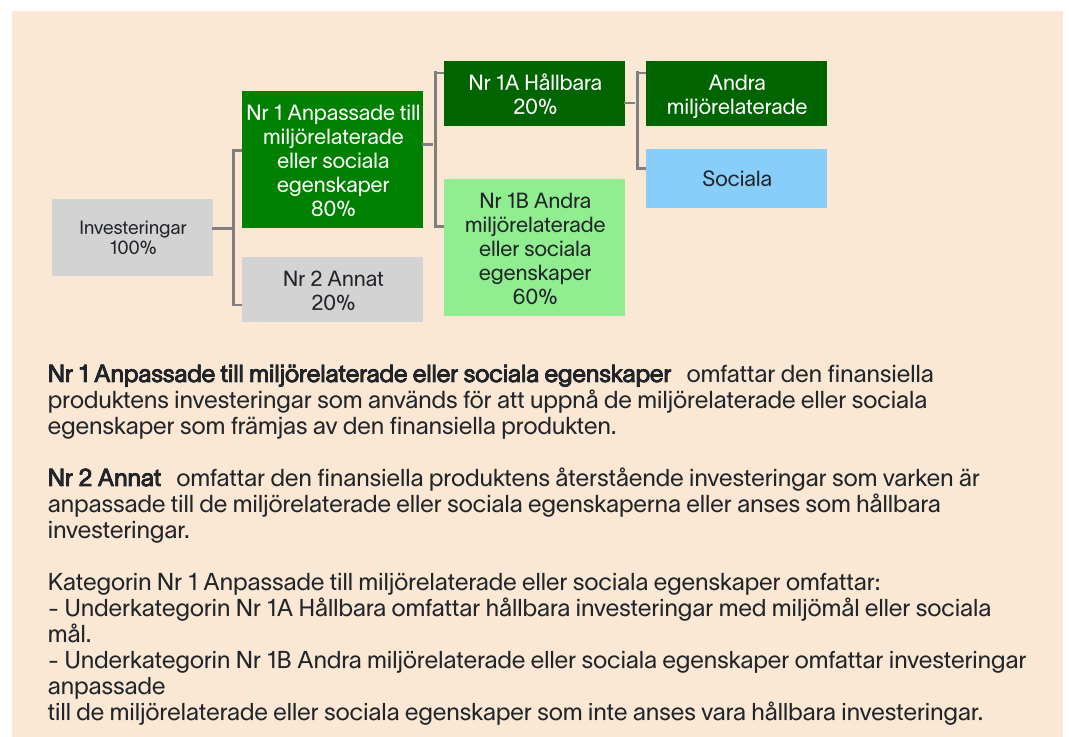 Investeringar
100%
Nr 1 Anpassade till
miljörelaterade
eller sociala
egenskaper
80%
Nr 2 Annat
20%
Nr 1A Hållbara
20%
Nr 1B Andra
miljörelaterade
eller sociala
egenskaper
60%
Andra
miljörelaterade
Sociala
Nr 1 Anpassade till miljörelaterade eller sociala egenskaper omfattar den finansiella
produktens investeringar som används för att uppnå de miljörelaterade eller sociala
egenskaper som främjas av den finansiella produkten.
Nr 2 Annat omfattar den finansiella produktens återstående investeringar som varken är
anpassade till de miljörelaterade eller sociala egenskaperna eller anses som hållbara
investeringar.
Kategorin Nr 1 Anpassade till miljörelaterade eller sociala egenskaper omfattar:
- Underkategorin Nr 1A Hållbara omfattar hållbara investeringar med miljömål eller sociala
mål.
- Underkategorin Nr 1B Andra miljörelaterade eller sociala egenskaper omfattar investeringar
anpassade
till de miljörelaterade eller sociala egenskaper som inte anses vara hållbara investeringar.